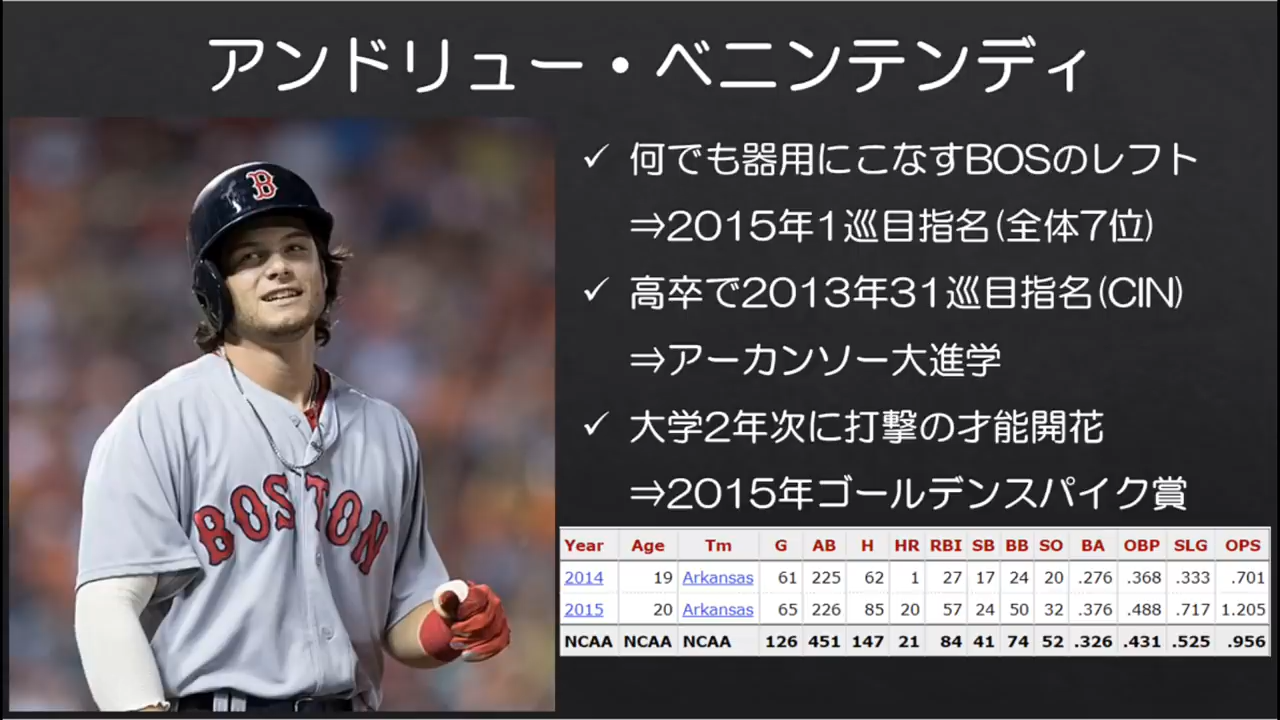 アンドリュー・ベニンテンディ
✓ 何でも器用にこなすBOSのレフト
⇒2015年1巡目指名(全体7位)
✓ 高卒で2013年31巡目指名(CIN)
⇒アーカンソー大進学
✓ 大学2年次に打撃の才能開花
⇒2015年ゴールデンスパイク賞
B
BOSTON
Year Age Tm G AB H HR RBI SB BB SO BA OBP SLG OPS
2014 19 Arkansas 61 225 62 1 27 17 24 20 .276 .368 .333 .701
2015 20 Arkansas 65 226 85 20 57 24 50 32 .376 .488 .717 1.205
NCAA NCAA NCAA 126 451 147 21 84 41 74 52 .326 .431 .525 .956